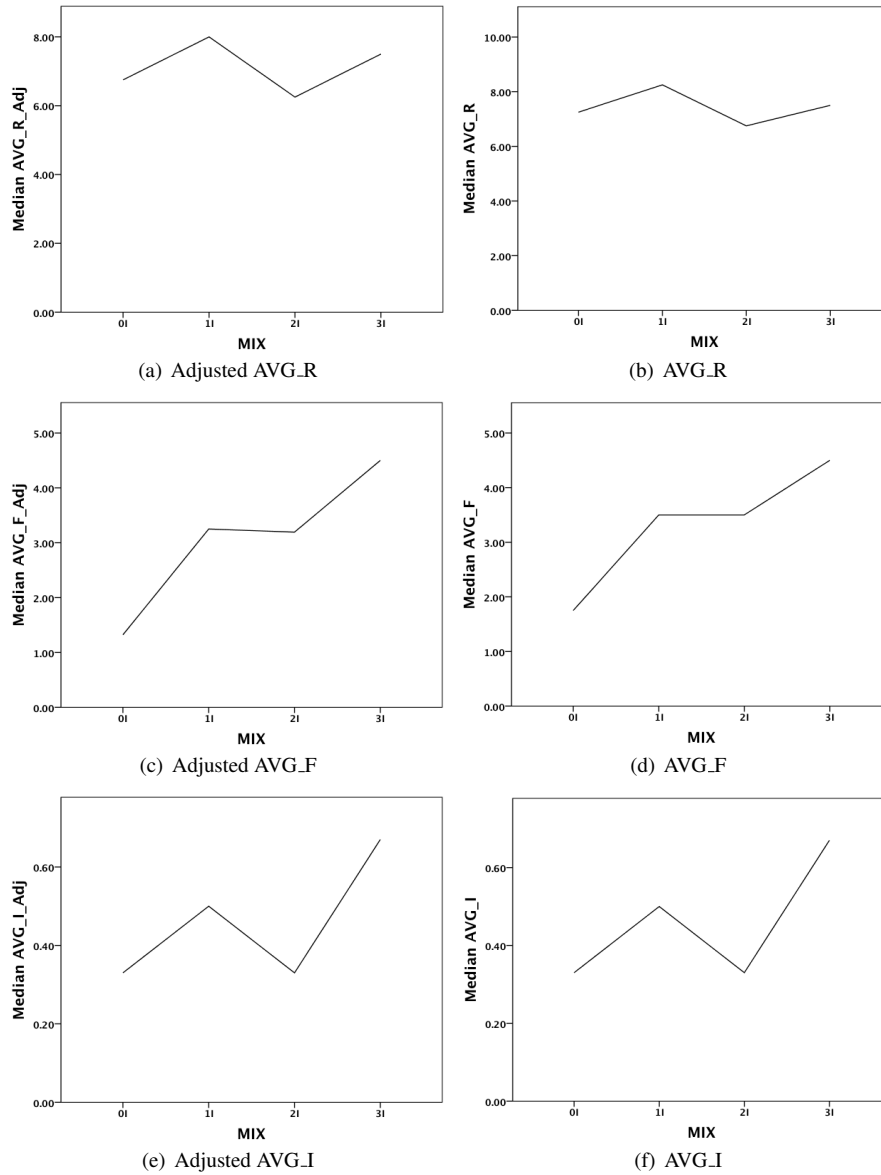 Median AVG_R_Adj
8.00
6.00
4.00
2.00
0.00
0I 1I 2I 3I
MIX
(a) Adjusted AVG_R
Median AVG_R
10.00
8.00
6.00
4.00
2.00
0.00
0I 1I 2I 3I
MIX
(b) AVG_R
Median AVG_F_Adj
5.00
4.00
3.00
2.00
1.00
0.00
0I 1I 2I 3I
MIX
(c) Adjusted AVG_F
Median AVG_F
5.00
4.00
3.00
2.00
1.00
0.00
0I 1I 2I 3I
MIX
(d) AVG_F
Median AVG_I_Adj
0.60
0.40
0.20
0.00
0I 1I 2I 3I
MIX
(e) Adjusted AVG_I
Median AVG_I
0.60
0.40
0.20
0.00
0I 1I 2I 3I
MIX
(f) AVG_I